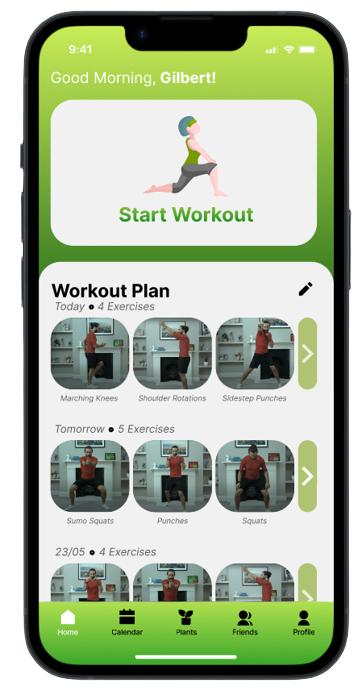 9:41
Good Morning, Gilbert!
Start Workout
Workout Plan
Today • 4 Exercises
Marching Knees
Shoulder Rotations
Sidestep Punches
Tomorrow • 5 Exercises
Sumo Squats
Punches
Squats
23/05 • 4 Exercises
Home
Calendar
Plants
Friends
Profile